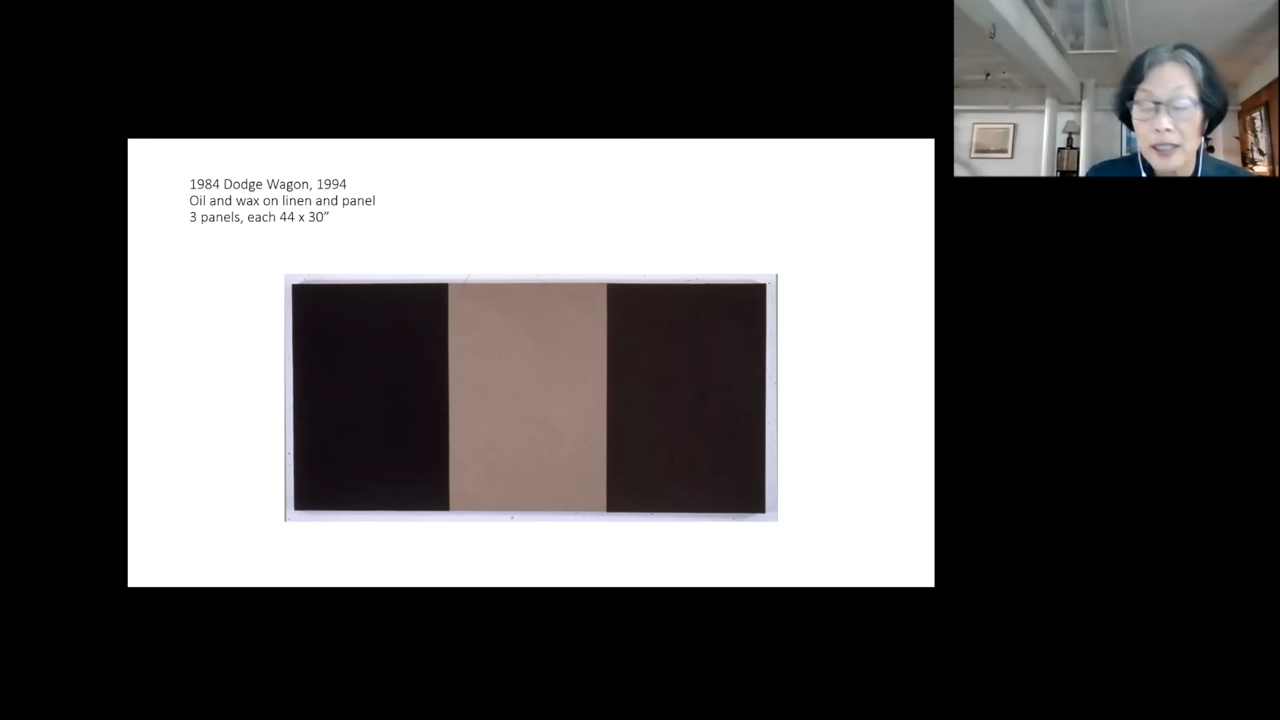 1984 Dodge Wagon, 1994
Oil and wax on linen and panel
3 panels, each 44 x 30”